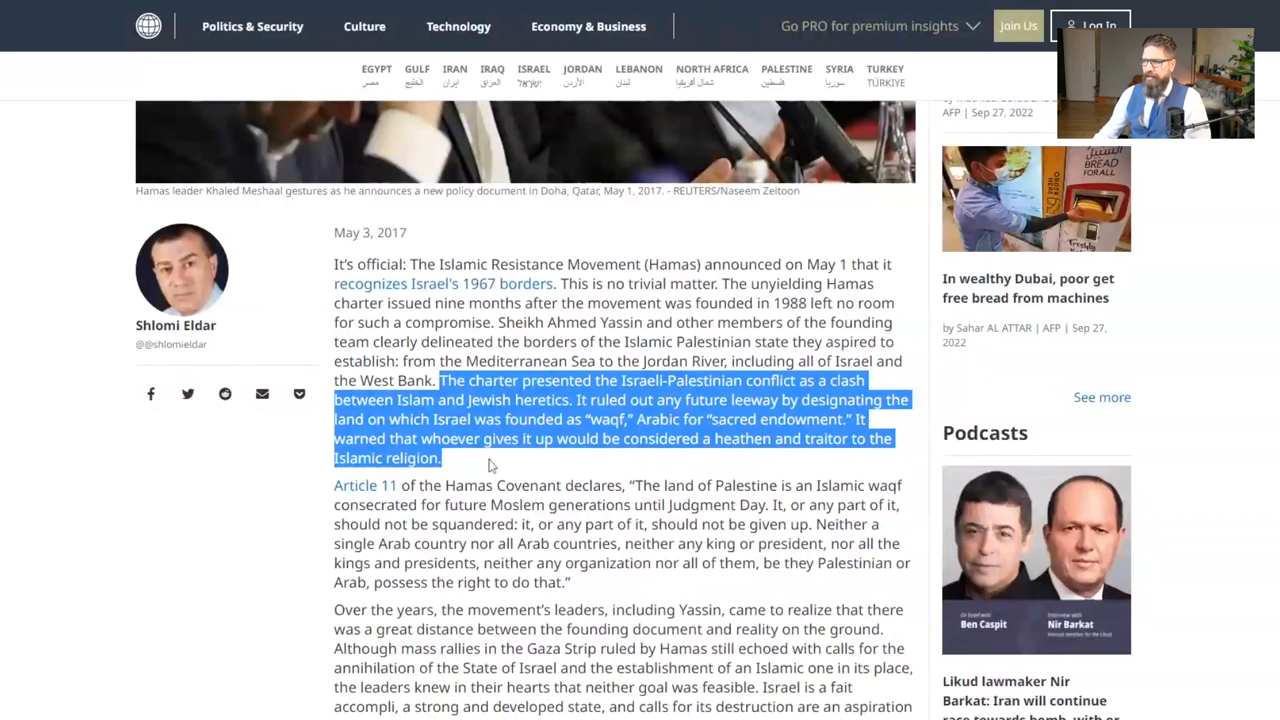 Politics & Security
Culture
Technology
Economy & Business
Go PRO for premium insights
Join Us
Log In
EGYPT
مصر
GULF
الخليج
IRAN
ایران
IRAQ
العراق
ISRAEL
ישראל
JORDAN
الأردن
LEBANON
لبنان
NORTH AFRICA
شمال أفريقيا
PALESTINE
فلسطين
SYRIA
سوريا
TURKEY
TÜRKIYE
Hamas leader Khaled Meshaal gestures as he announces a new policy document in Doha, Qatar, May 1, 2017. - REUTERS/Naseem Zeitoon
Shlomi Eldar
@@shlomieldar
May 3, 2017
It's official: The Islamic Resistance Movement (Hamas) announced on May 1 that it
recognizes Israel's 1967 borders. This is no trivial matter. The unyielding Hamas
charter issued nine months after the movement was founded in 1988 left no room
for such a compromise. Sheikh Ahmed Yassin and other members of the founding
team clearly delineated the borders of the Islamic Palestinian state they aspired to
establish: from the Mediterranean Sea to the Jordan River, including all of Israel and
the West Bank. The charter presented the Israeli-Palestinian conflict as a clash
between Islam and Jewish heretics. It ruled out any future leeway by designating the
land on which Israel was founded as “waqf,” Arabic for “sacred endowment.” It
warned that whoever gives it up would be considered a heathen and traitor to the
Islamic religion.
Article 11 of the Hamas Covenant declares, “The land of Palestine is an Islamic waqf
consecrated for future Moslem generations until Judgment Day. It, or any part of it,
should not be squandered: it, or any part of it, should not be given up. Neither a
single Arab country nor all Arab countries, neither any king or president, nor all the
kings and presidents, neither any organization nor all of them, be they Palestinian or
Arab, possess the right to do that.”
Over the years, the movement's leaders, including Yassin, came to realize that there
was a great distance between the founding document and reality on the ground.
Although mass rallies in the Gaza Strip ruled by Hamas still echoed with calls for the
annihilation of the State of Israel and the establishment of an Islamic one in its place,
the leaders knew in their hearts that neither goal was feasible. Israel is a fait
accompli, a strong and developed state, and calls for its destruction are an aspiration
AFP | Sep 27, 2022
BREAD
FOR ALL
ORDER
HERE
In wealthy Dubai, poor get
free bread from machines
by Sahar AL ATTAR | AFP | Sep 27,
2022
See more
Podcasts
On Israel with
Ben Caspit
Interview with
Nir Barkat
Likud lawmaker Nir
Barkat: Iran will continue
race towards bomb, with or